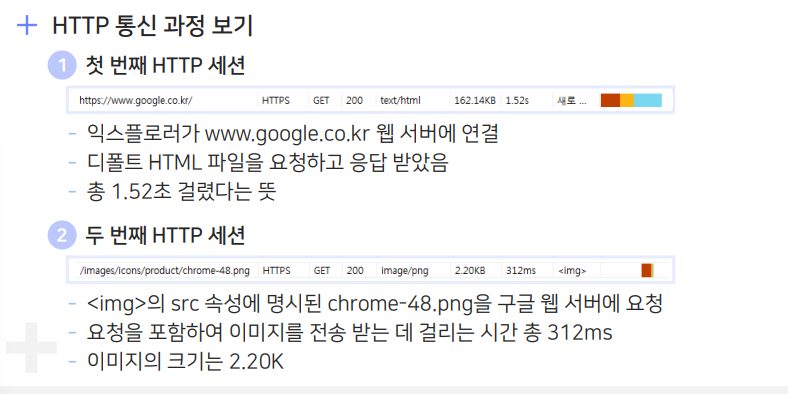 HTTP 통신 과정 보기
1 첫 번째 HTTP 세션
https://www.google.co.kr/ HTTPS GET 200 text/html 162.14KB 1.52s 새로 ...
- 익스플로러가 www.google.co.kr 웹 서버에 연결
- 디폴트 HTML 파일을 요청하고 응답 받았음
- 총 1.52초 걸렸다는 뜻
2 두 번째 HTTP 세션
/images/icons/product/chrome-48.png HTTPS GET 200 image/png 2.20KB 312ms <img>
- <img>의 src 속성에 명시된 chrome-48.png을 구글 웹 서버에 요청
- 요청을 포함하여 이미지를 전송 받는 데 걸리는 시간 총 312ms
- 이미지의 크기는 2.20K